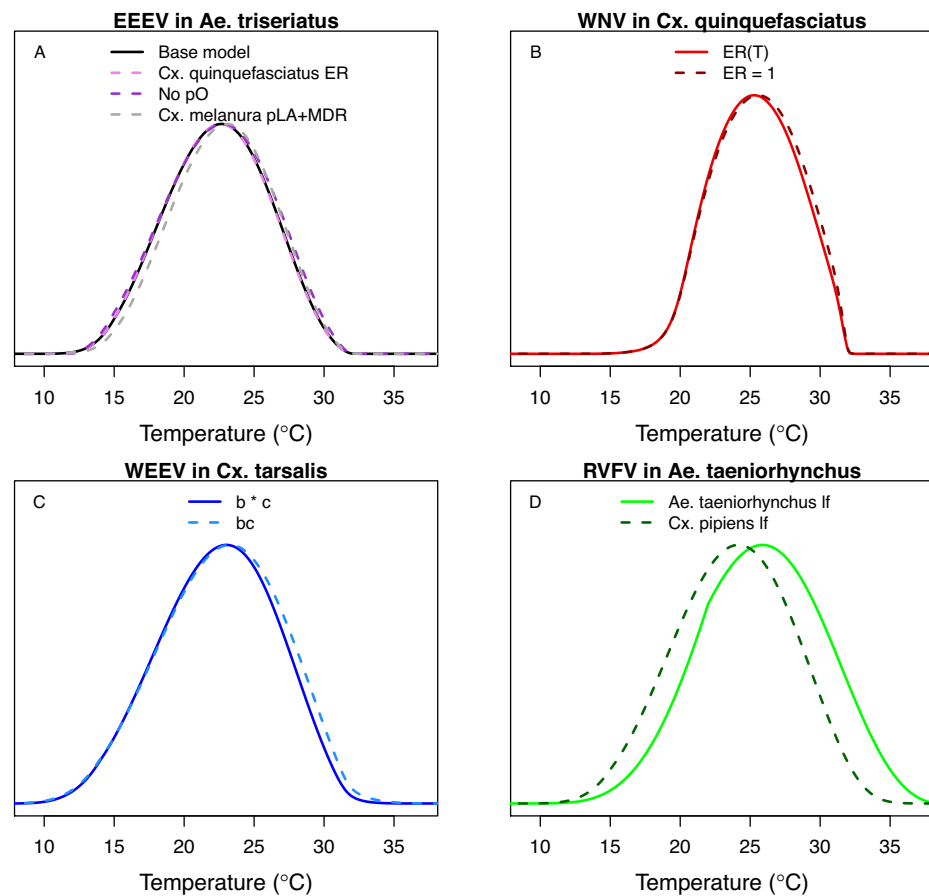 EEEV in Ae. triseriatus
A
Base model
Cx. quinquefasciatus ER
No pO
Cx. melanura pLA+MDR
10 15 20 25 30 35
Temperature (°C)
WNV in Cx. quinquefasciatus
B
ER(T)
ER = 1
10 15 20 25 30 35
Temperature (°C)
WEEV in Cx. tarsalis
C
b * c
bc
10 15 20 25 30 35
Temperature (°C)
RVFV in Ae. taeniorhynchus
D
Ae. taeniorhynchus lf
Cx. pipiens lf
10 15 20 25 30 35
Temperature (°C)